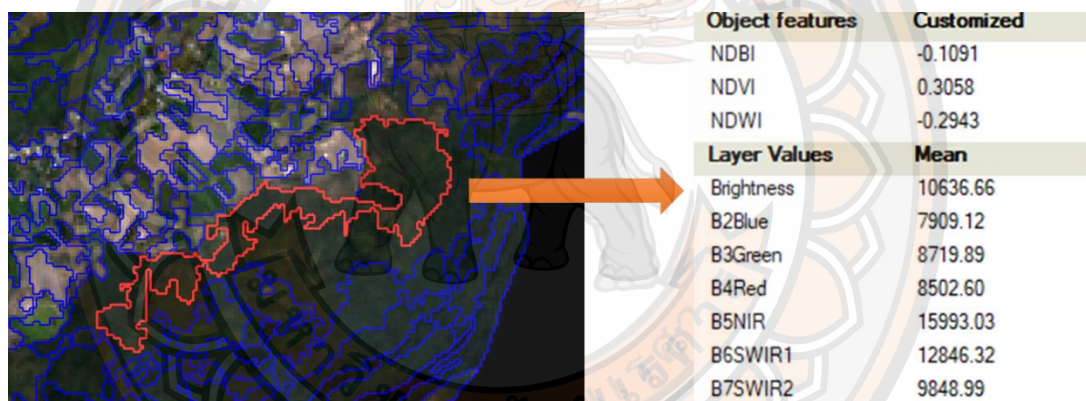 Object features Customized
NDBI -0.1091
NDVI 0.3058
NDWI -0.2943
Layer Values Mean
Brightness 10636.66
B2Blue 7909.12
B3Green 8719.89
B4Red 8502.60
B5NIR 15993.03
B6SWIR1 12846.32
B7SWIR2 9848.99